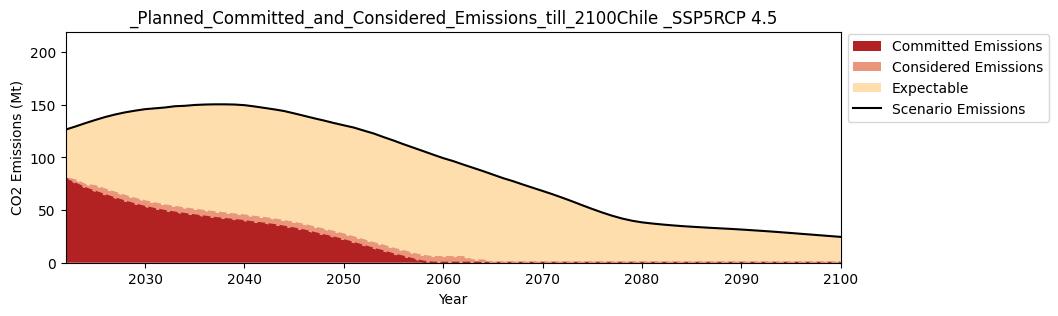 _Planned_Committed_and_Considered_Emissions_till_2100Chile _SSP5RCP 4.5
CO2 Emissions (Mt)
200
150
100
50
0
2030 2040 2050 2060 2070 2080 2090 2100
Year
Committed Emissions
Considered Emissions
Expectable
Scenario Emissions